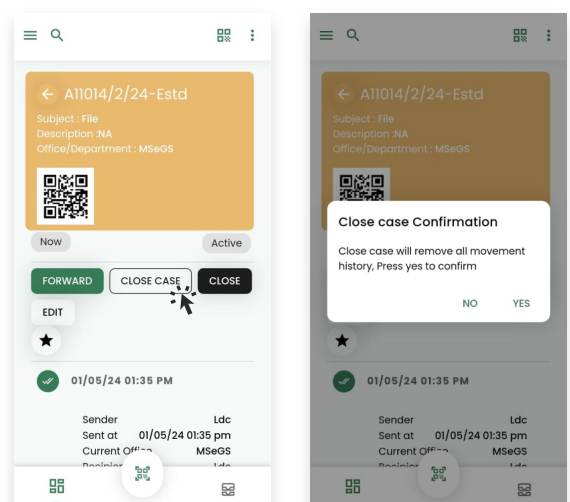 A11014/2/24-Estd
Subject : File
Description :NA
Office/Department : MSeGS
Now
Active
FORWARD
CLOSE CASE
CLOSE
EDIT
01/05/24 01:35 PM
Sender Ldc
Sent at 01/05/24 01:35 pm
Current Office MSeGS
Recipient Ldc
A11014/2/24-Estd
Subject : File
Description :NA
Office/Department : MSeGS
Close case Confirmation
Close case will remove all movement
history, Press yes to confirm
NO
YES
01/05/24 01:35 PM
Sender Ldc
Sent at 01/05/24 01:35 pm
Current Office MSeGS
Recipient Ldc